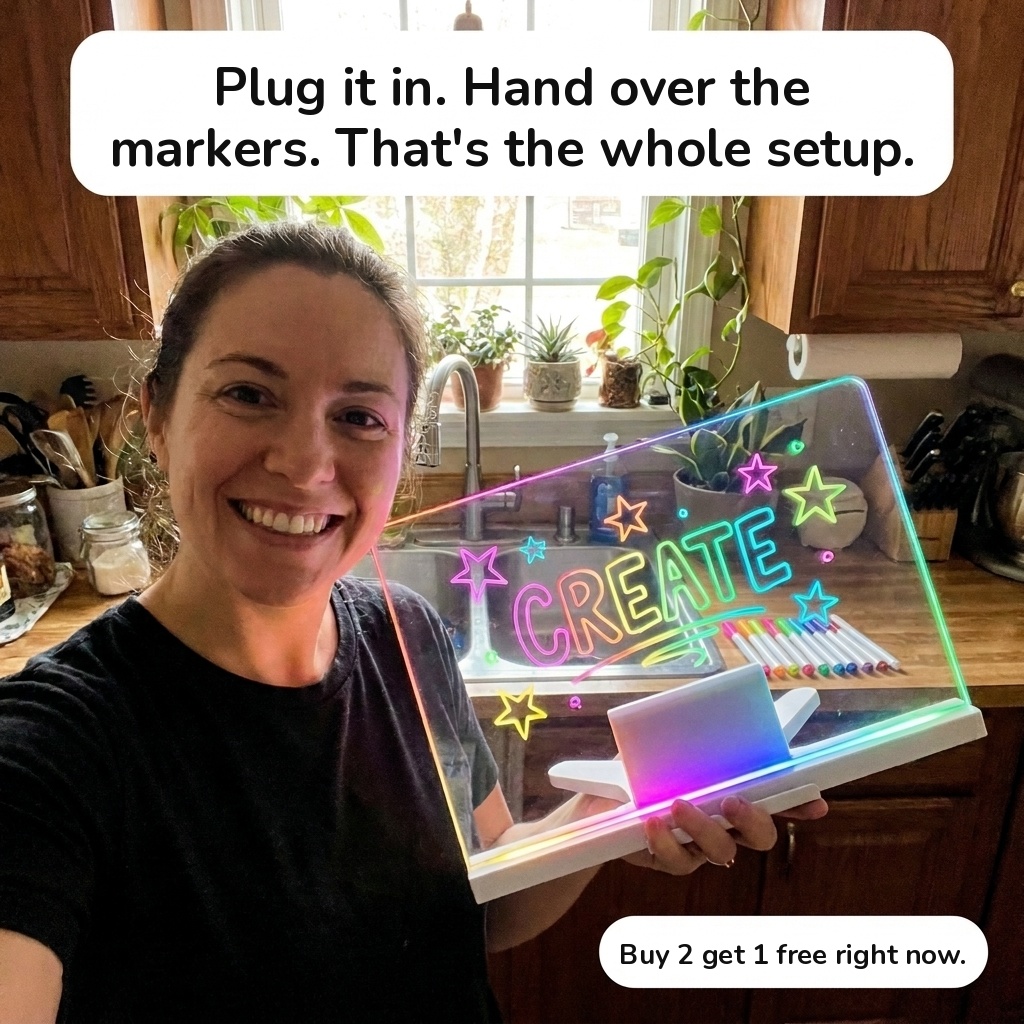 Plug it in. Hand over the
markers. That's the whole setup.
CREATE
Buy 2 get 1 free right now.